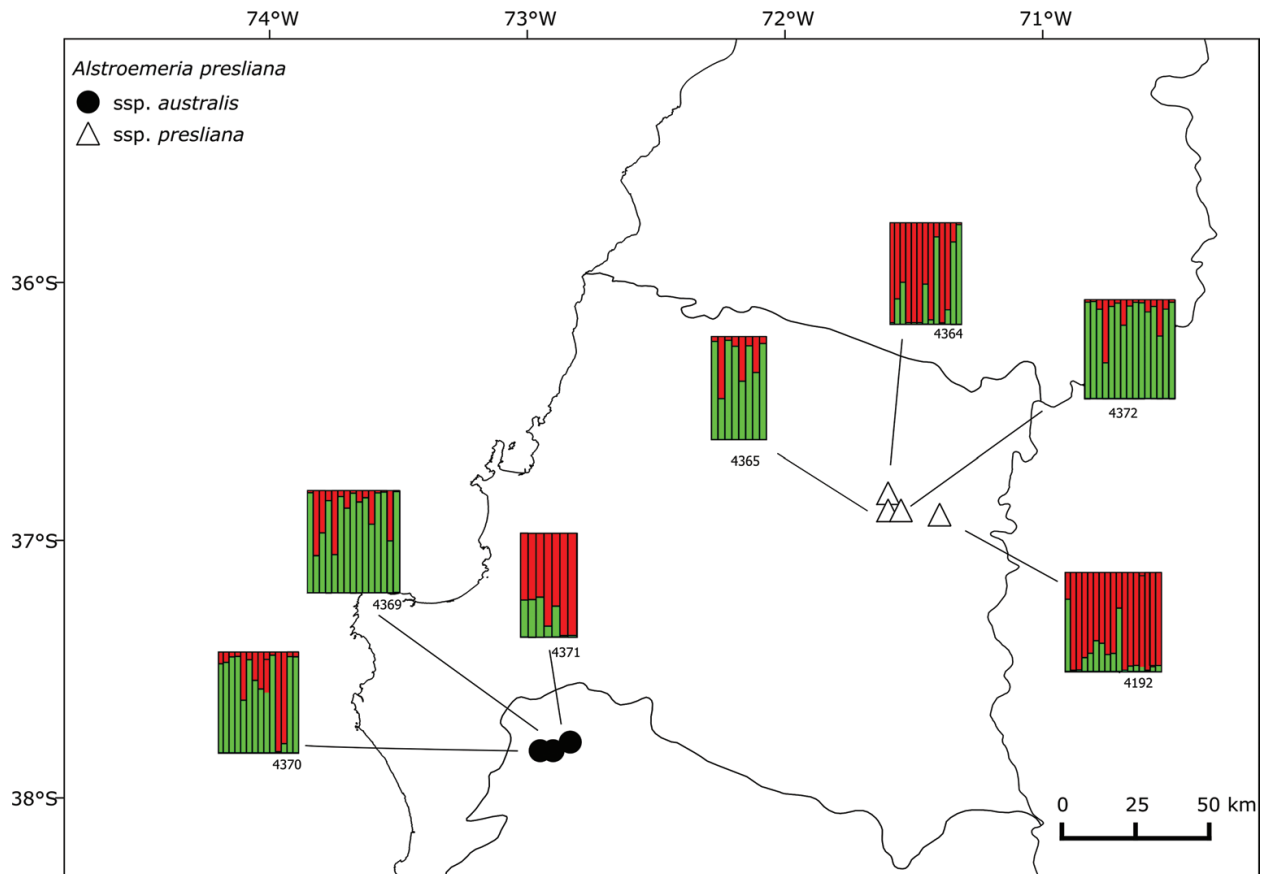 74°W 73°W 72°W 71°W
Alstroemeria presliana
ssp. australis
ssp. presliana
36°S
4364
4372
4365
37°S
4369
4371
4192
4370
38°S
0 25 50 km